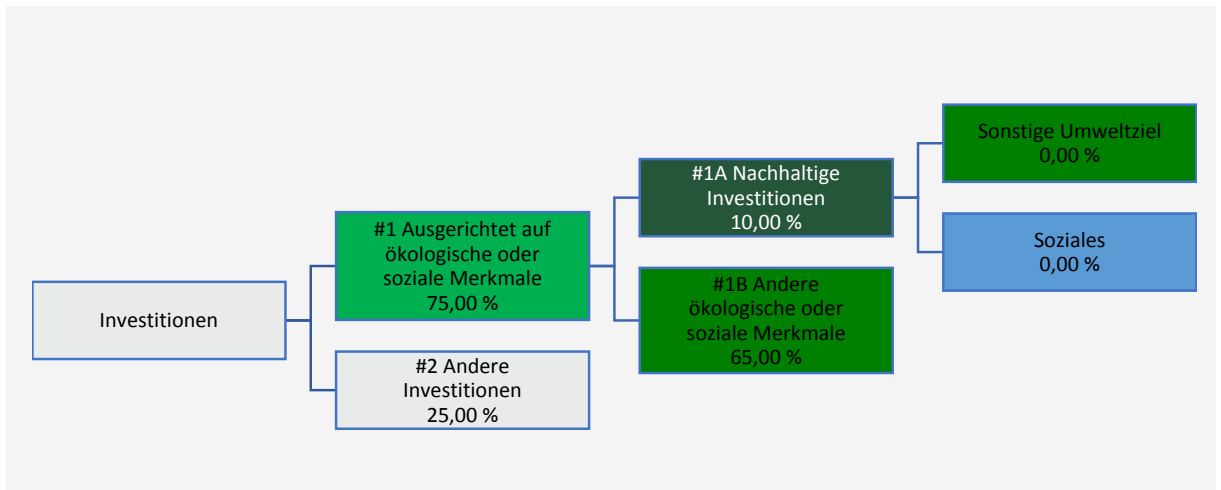 Investitionen
#1 Ausgerichtet auf
ökologische oder
soziale Merkmale
75,00 %
#2 Andere
Investitionen
25,00 %
#1A Nachhaltige
Investitionen
10,00 %
#1B Andere
ökologische oder
soziale Merkmale
65,00 %
Sonstige Umweltziel
0,00 %
Soziales
0,00 %